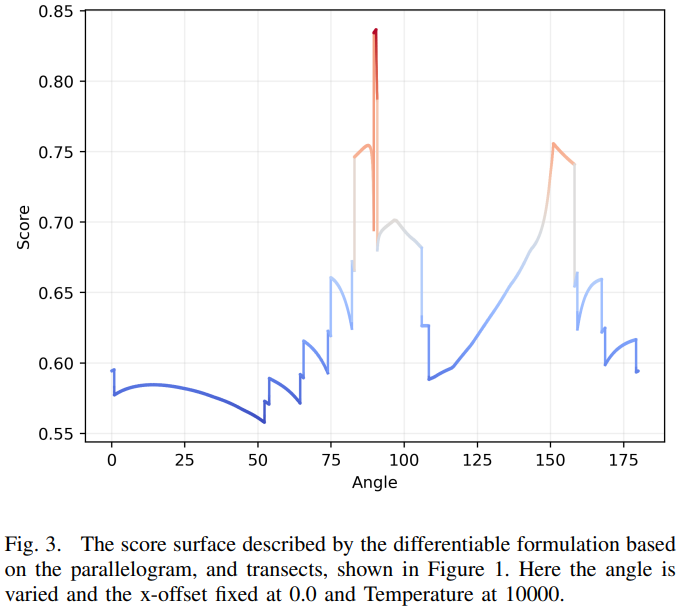 0.85
0.80
0.75
0.70
0.65
0.60
0.55
Score
0 25 50 75 100 125 150 175
Angle
Fig. 3. The score surface described by the differentiable formulation based
on the parallelogram, and transects, shown in Figure 1. Here the angle is
varied and the x-offset fixed at 0.0 and Temperature at 10000.